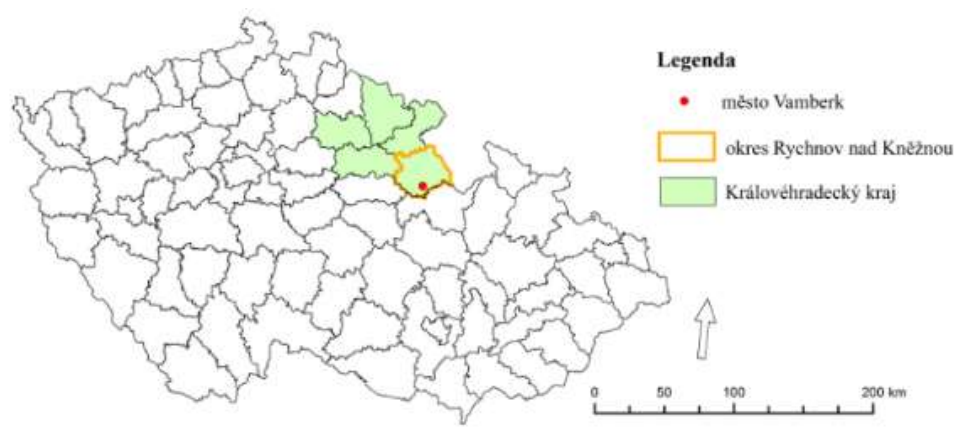 Legenda
město Vamberk
okres Rychnov nad Kněžnou
Královéhradecký kraj
0 50 100 200 km